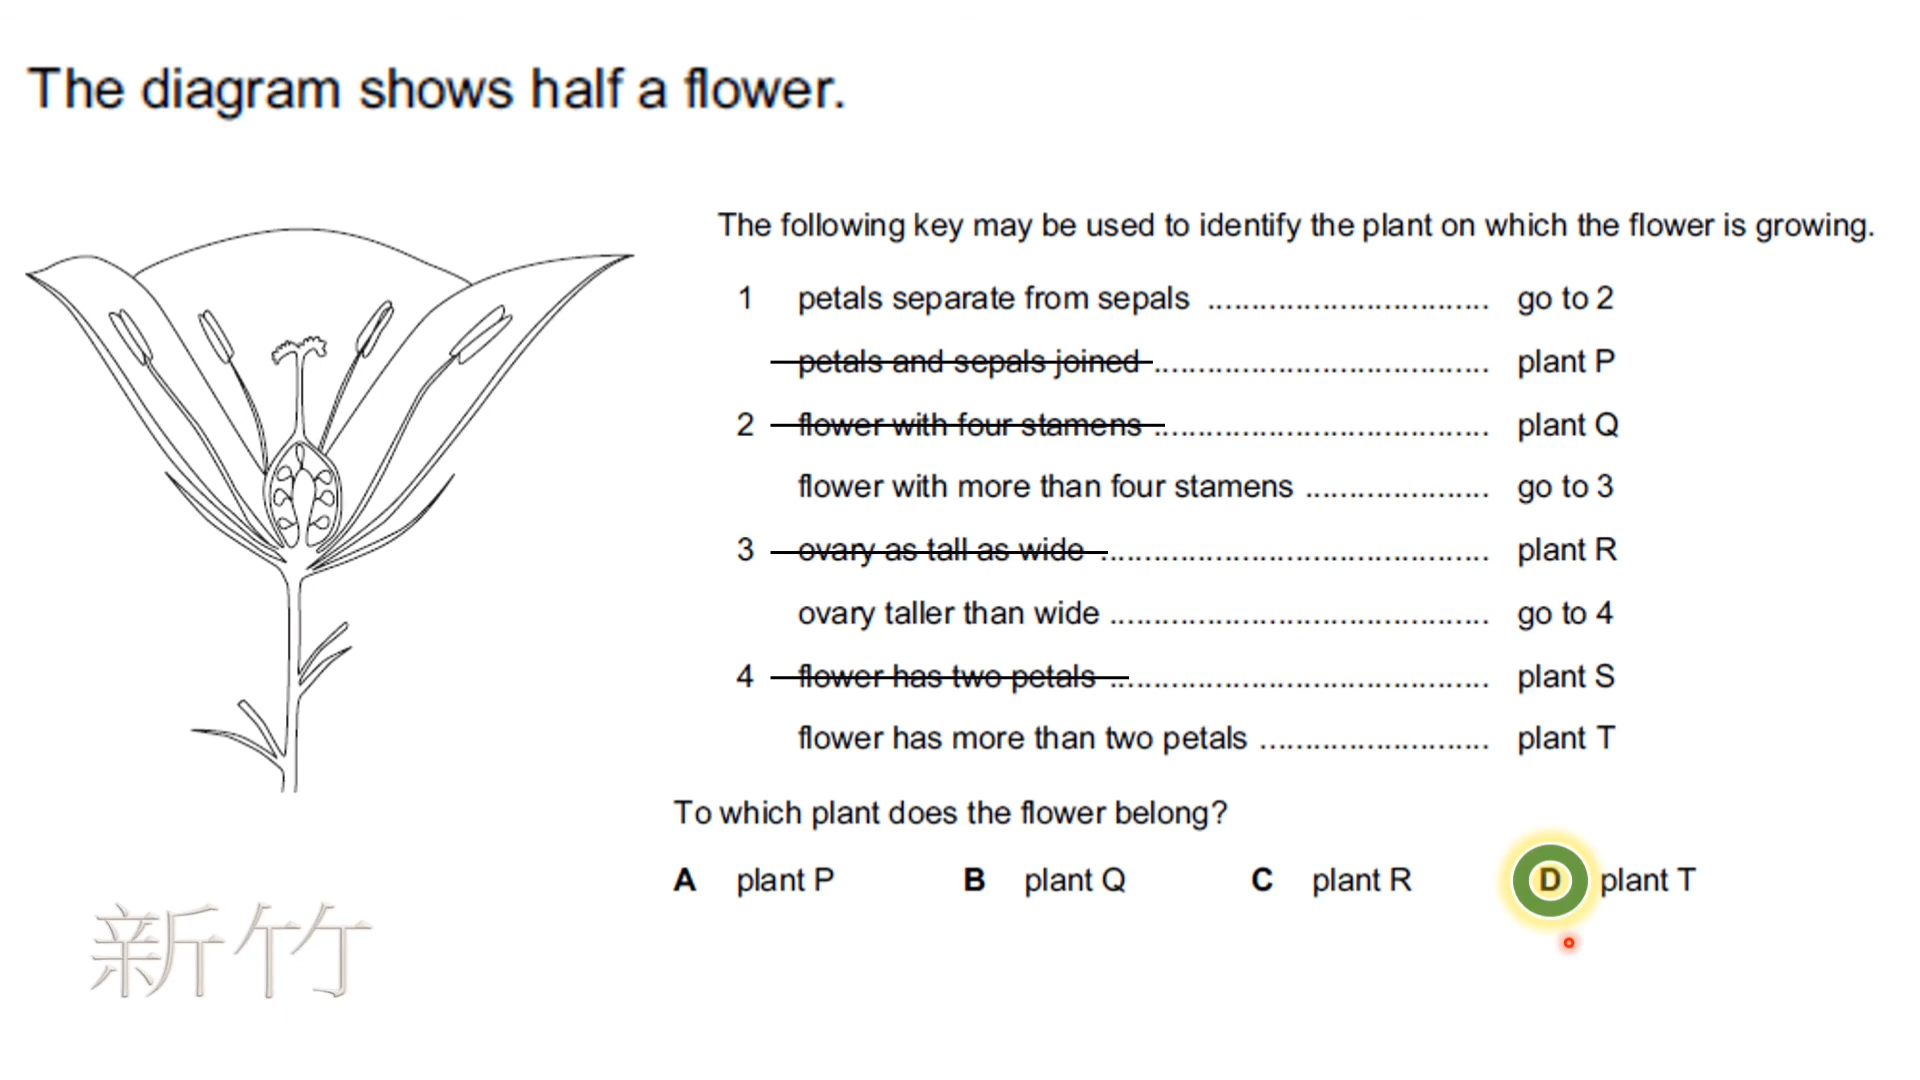 The diagram shows half a flower.
The following key may be used to identify the plant on which the flower is growing.
1 petals separate from sepals ................................ go to 2
petals and sepals joined ...................................... plant P
2 flower with four stamens ...................................... plant Q
flower with more than four stamens ..................... go to 3
3 ovary as tall as wide ............................................ plant R
ovary taller than wide ........................................... go to 4
4 flower has two petals ........................................... plant S
flower has more than two petals .......................... plant T
To which plant does the flower belong?
A plant P B plant Q C plant R D plant T
新竹